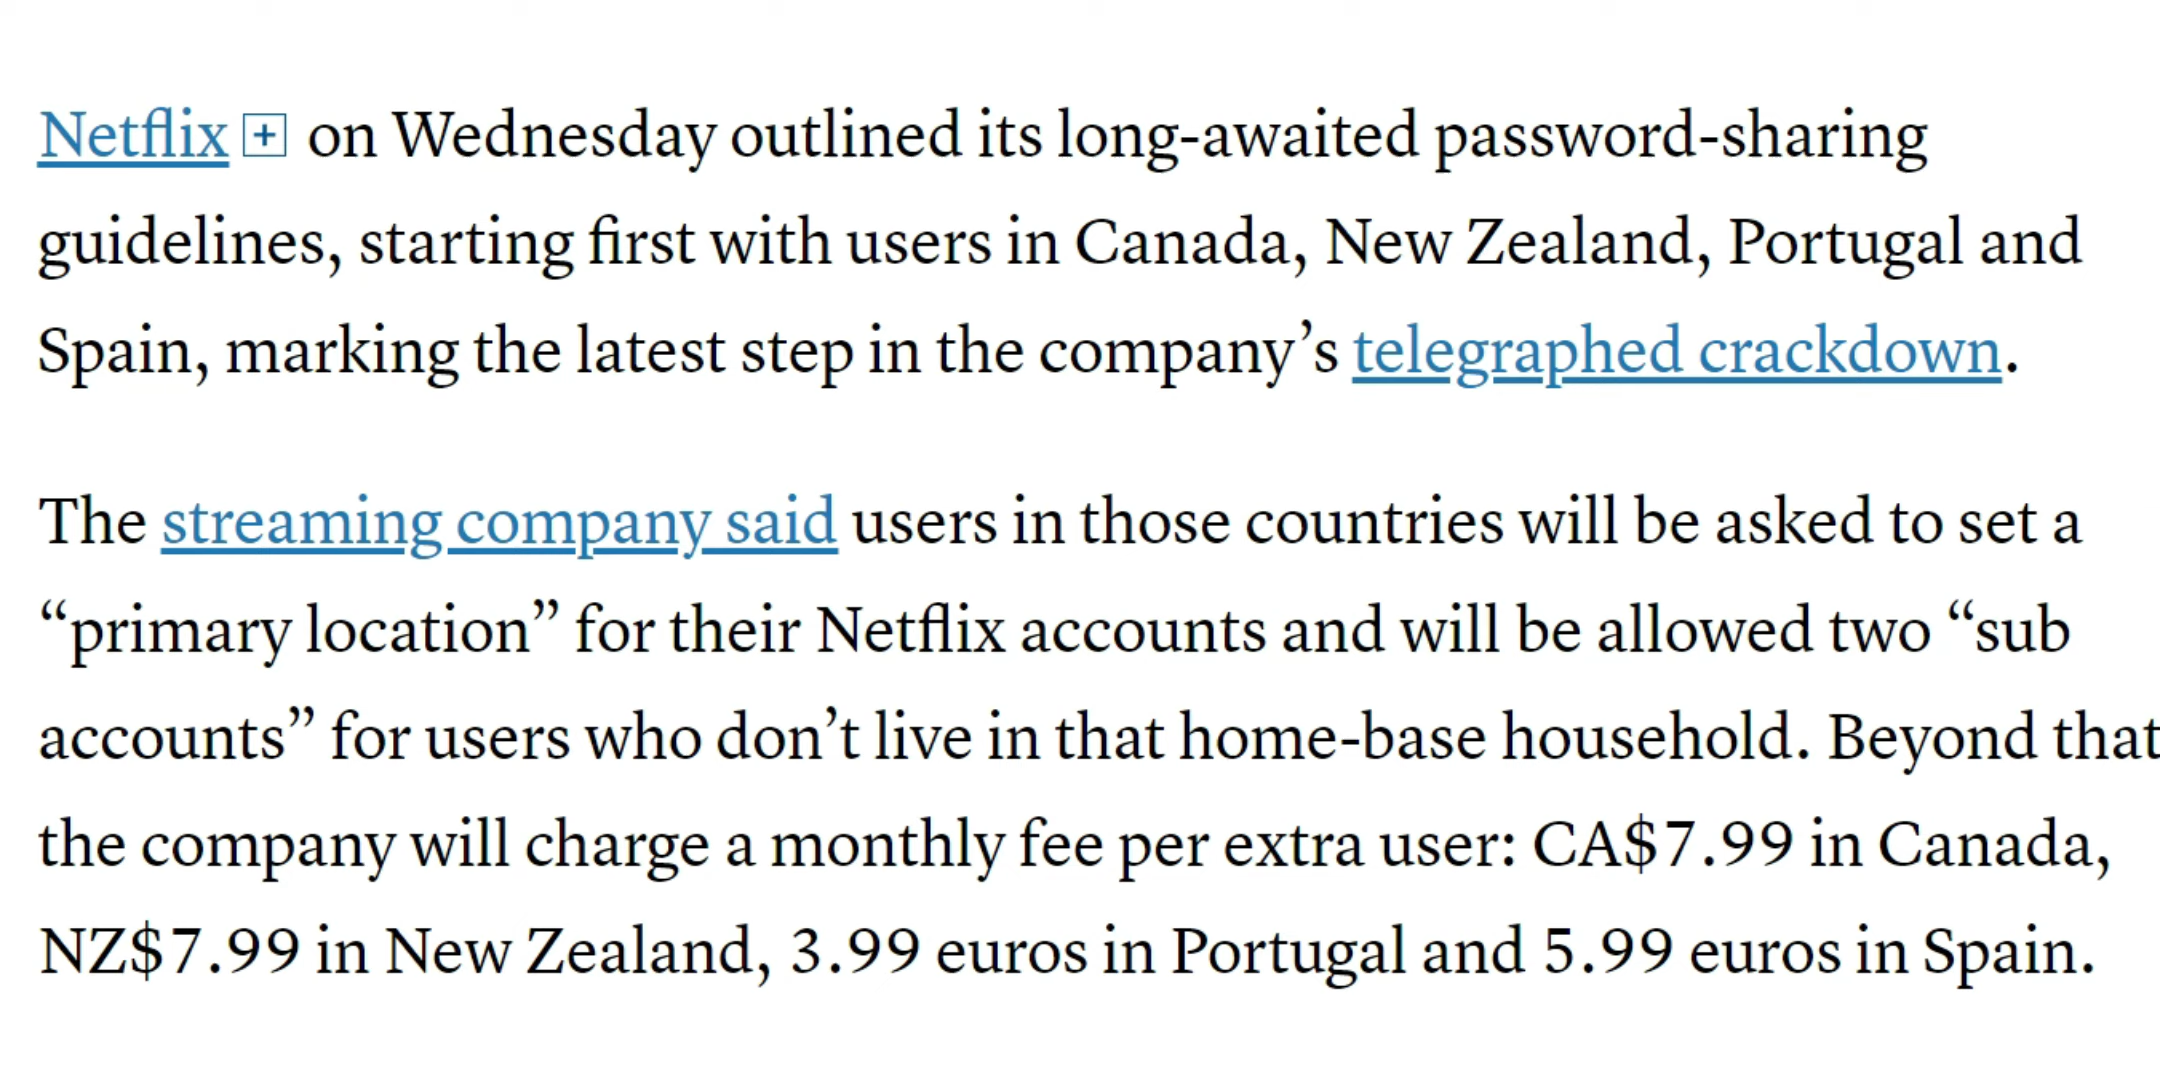 Netflix + on Wednesday outlined its long-awaited password-sharing
guidelines, starting first with users in Canada, New Zealand, Portugal and
Spain, marking the latest step in the company’s telegraphed crackdown.
The streaming company said users in those countries will be asked to set a
“primary location” for their Netflix accounts and will be allowed two “sub
accounts” for users who don’t live in that home-base household. Beyond that
the company will charge a monthly fee per extra user: CA$7.99 in Canada,
NZ$7.99 in New Zealand, 3.99 euros in Portugal and 5.99 euros in Spain.